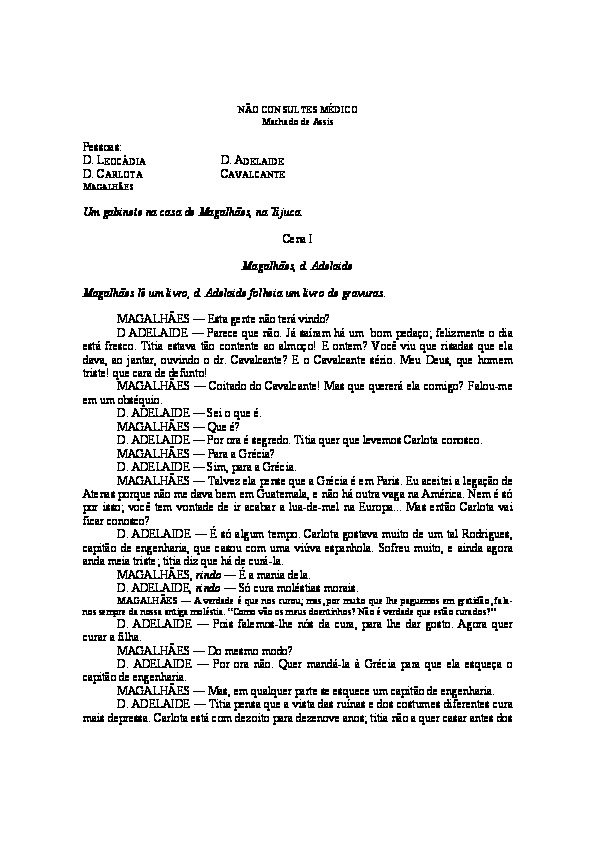 NÃO CONSULTES MÉDICO
Machado de Assis
Pessoas:
D. LEOCÁDIA D. ADELAIDE
D. CARLOTA CAVALCANTE
MAGALHÃES
Um gabinete na casa de Magalhães, na Tijuca.
Cena I
Magalhães, d. Adelaide
Magalhães lê um livro, d. Adelaide folheia um livro de gravuras.
MAGALHÃES — Esta gente não terá vindo?
D ADELAIDE — Parece que não. Já saíram há um bom pedaço; felizmente o dia
está fresco. Titia estava tão contente ao almoço! E ontem? Você viu que risadas que ela
dava, ao jantar, ouvindo o dr. Cavalcante? E o Cavalcante sério. Meu Deus, que homem
triste! que cara de defunto!
MAGALHÃES — Coitado do Cavalcante! Mas que quererá ela comigo? Falou-me
em um obséquio.
D. ADELAIDE — Sei o que é.
MAGALHÃES — Que é?
D. ADELAIDE — Por ora é segredo. Titia quer que levemos Carlota conosco.
MAGALHÃES — Para a Grécia?
D. ADELAIDE — Sim, para a Grécia.
MAGALHÃES — Talvez ela pense que a Grécia é em Paris. Eu aceitei a legação de
Atenas porque não me dava bem em Guatemala, e não há outra vaga na América. Nem é só
por isso; você tem vontade de ir acabar a lua-de-mel na Europa... Mas então Carlota vai
ficar conosco?
D. ADELAIDE — É só algum tempo. Carlota gostava muito de um tal Rodrigues,
capitão de engenharia, que casou com uma viúva espanhola. Sofreu muito, e ainda agora
anda meia triste; titia diz que há de curá-la.
MAGALHÃES, rindo — É a mania dela.
D. ADELAIDE, rindo — Só cura moléstias morais.
MAGALHÃES — A verdade é que nos curou; mas, por muito que lhe paguemos em gratidão, fala-
nos sempre da nossa antiga moléstia. “Como vão os meus doentinhos? Não é verdade que estão curados?”
D. ADELAIDE — Pois falemos-lhe nós da cura, para lhe dar gosto. Agora quer
curar a filha.
MAGALHÃES — Do mesmo modo?
D. ADELAIDE — Por ora não. Quer mandá-la à Grécia para que ela esqueça o
capitão de engenharia.
MAGALHÃES — Mas, em qualquer parte se esquece um capitão de engenharia.
D. ADELAIDE — Titia pensa que a vista das ruínas e dos costumes diferentes cura
mais depressa. Carlota está com dezoito para dezenove anos; titia não a quer casar antes dos